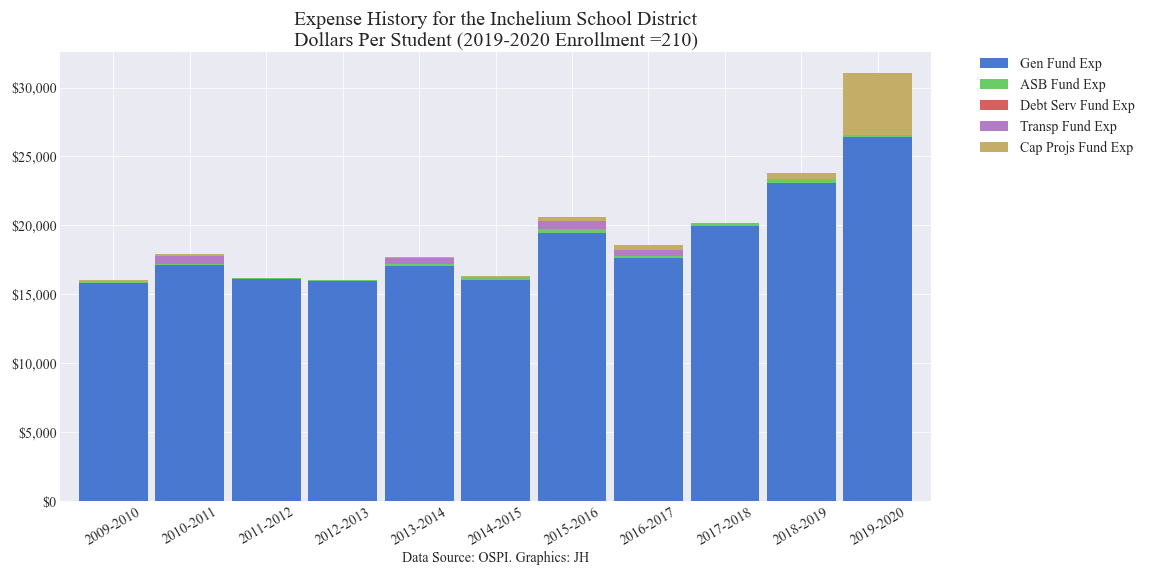 Expense History for the Inchelium School District
Dollars Per Student (2019-2020 Enrollment =210)
Gen Fund Exp
ASB Fund Exp
Debt Serv Fund Exp
Transp Fund Exp
Cap Projs Fund Exp
$30,000
$25,000
$20,000
$15,000
$10,000
$5,000
$0
2009-2010
2010-2011
2011-2012
2012-2013
2013-2014
2014-2015
2015-2016
2016-2017
2017-2018
2018-2019
2019-2020
Data Source: OSPI. Graphics: JH